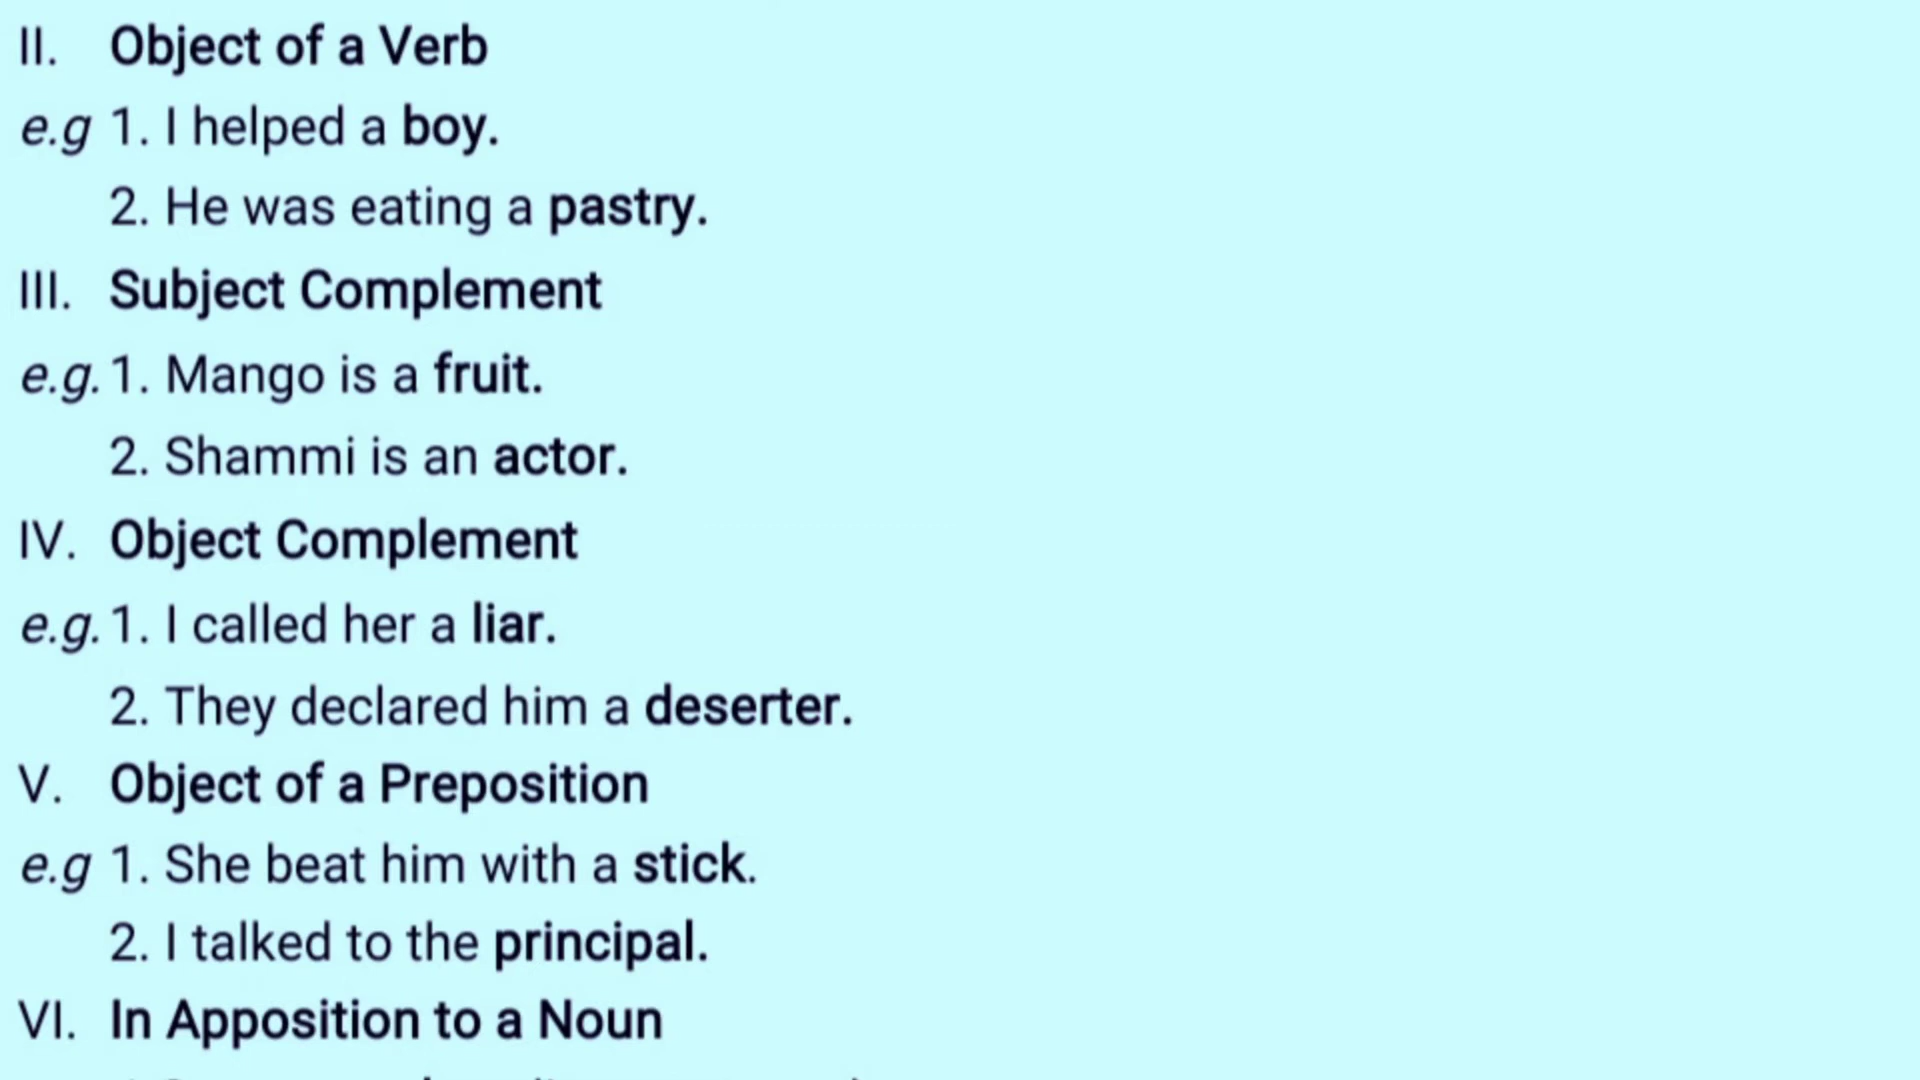 II. Object of a Verb
e.g 1. I helped a boy.
2. He was eating a pastry.
III. Subject Complement
e.g. 1. Mango is a fruit.
2. Shammi is an actor.
IV. Object Complement
e.g. 1. I called her a liar.
2. They declared him a deserter.
V. Object of a Preposition
e.g 1. She beat him with a stick.
2. I talked to the principal.
VI. In Apposition to a Noun